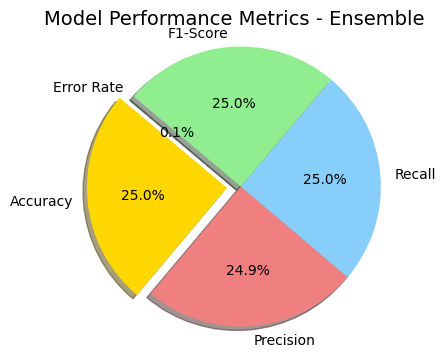 Model Performance Metrics - Ensemble
F1-Score
Error Rate
25.0%
0.1%
Accuracy
25.0%
25.0%
Recall
24.9%
Precision